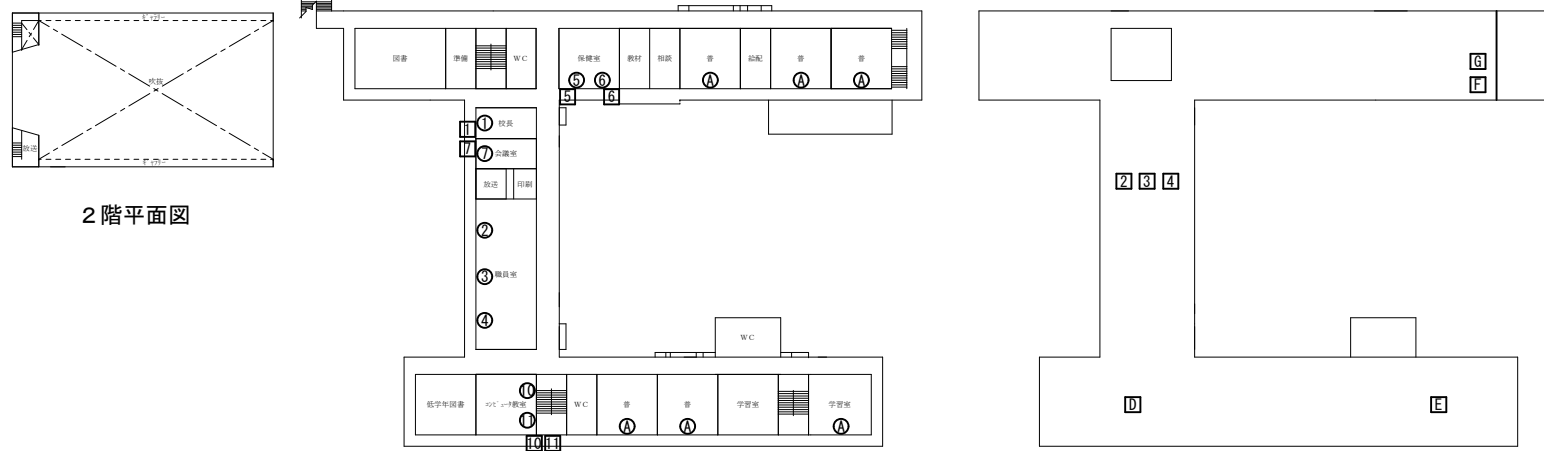 ギャラリー
吹抜
放送
ギャラリー
2階平面図
図書
準備
WC
保健室
教材
相談
普
給配
普
普
⑤
⑥
Ⓐ
Ⓐ
Ⓐ
5
6
1
①
校長
7
⑦
会議室
放送
印刷
②
③
職員室
④
WC
低学年図書
コンピュータ教室
⑩
⑪
WC
普
普
学習室
学習室
Ⓐ
Ⓐ
Ⓐ
10
11
G
F
2
3
4
D
E